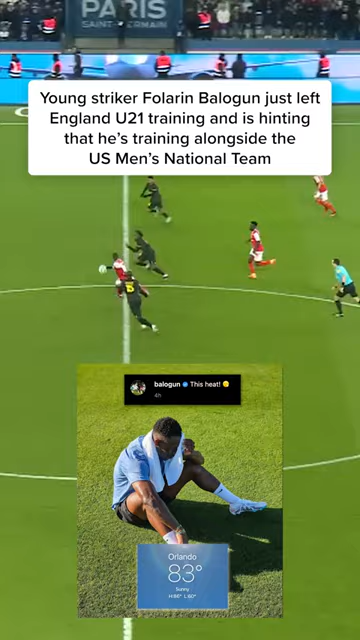 PARIS
SAINT-GERMAIN
Young striker Folarin Balogun just left
England U21 training and is hinting
that he's training alongside the
US Men's National Team
5
balogun This heat! 🥵
4h
Orlando
83°
Sunny